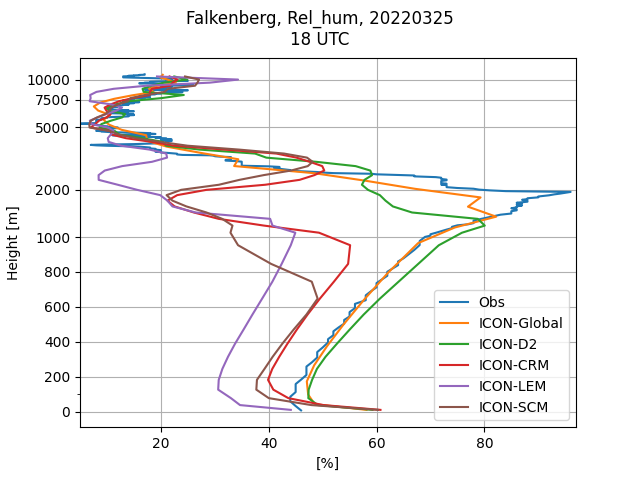 Falkenberg, Rel_hum, 20220325
18 UTC
10000
7500
5000
2000
1000
800
600
400
200
0
Height [m]
20
40
60
80
[%]
Obs
ICON-Global
ICON-D2
ICON-CRM
ICON-LEM
ICON-SCM